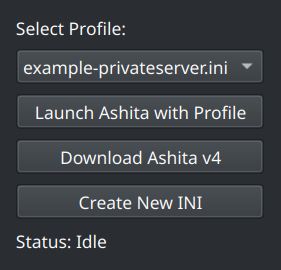 Select Profile:
example-privateserver.ini
Launch Ashita with Profile
Download Ashita v4
Create New INI
Status: Idle